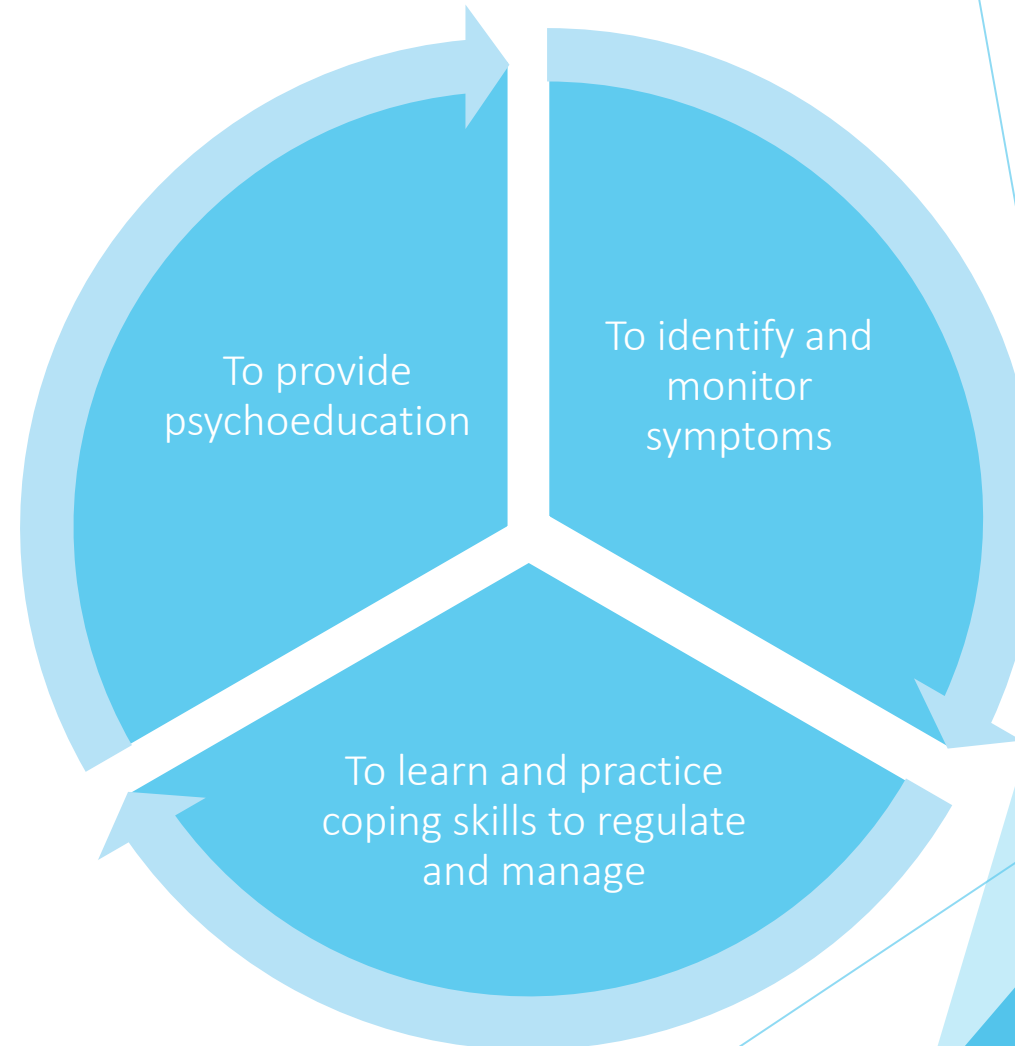 To identify and
monitor
symptoms
To learn and practice
coping skills to regulate
and manage
To provide
psychoeducation